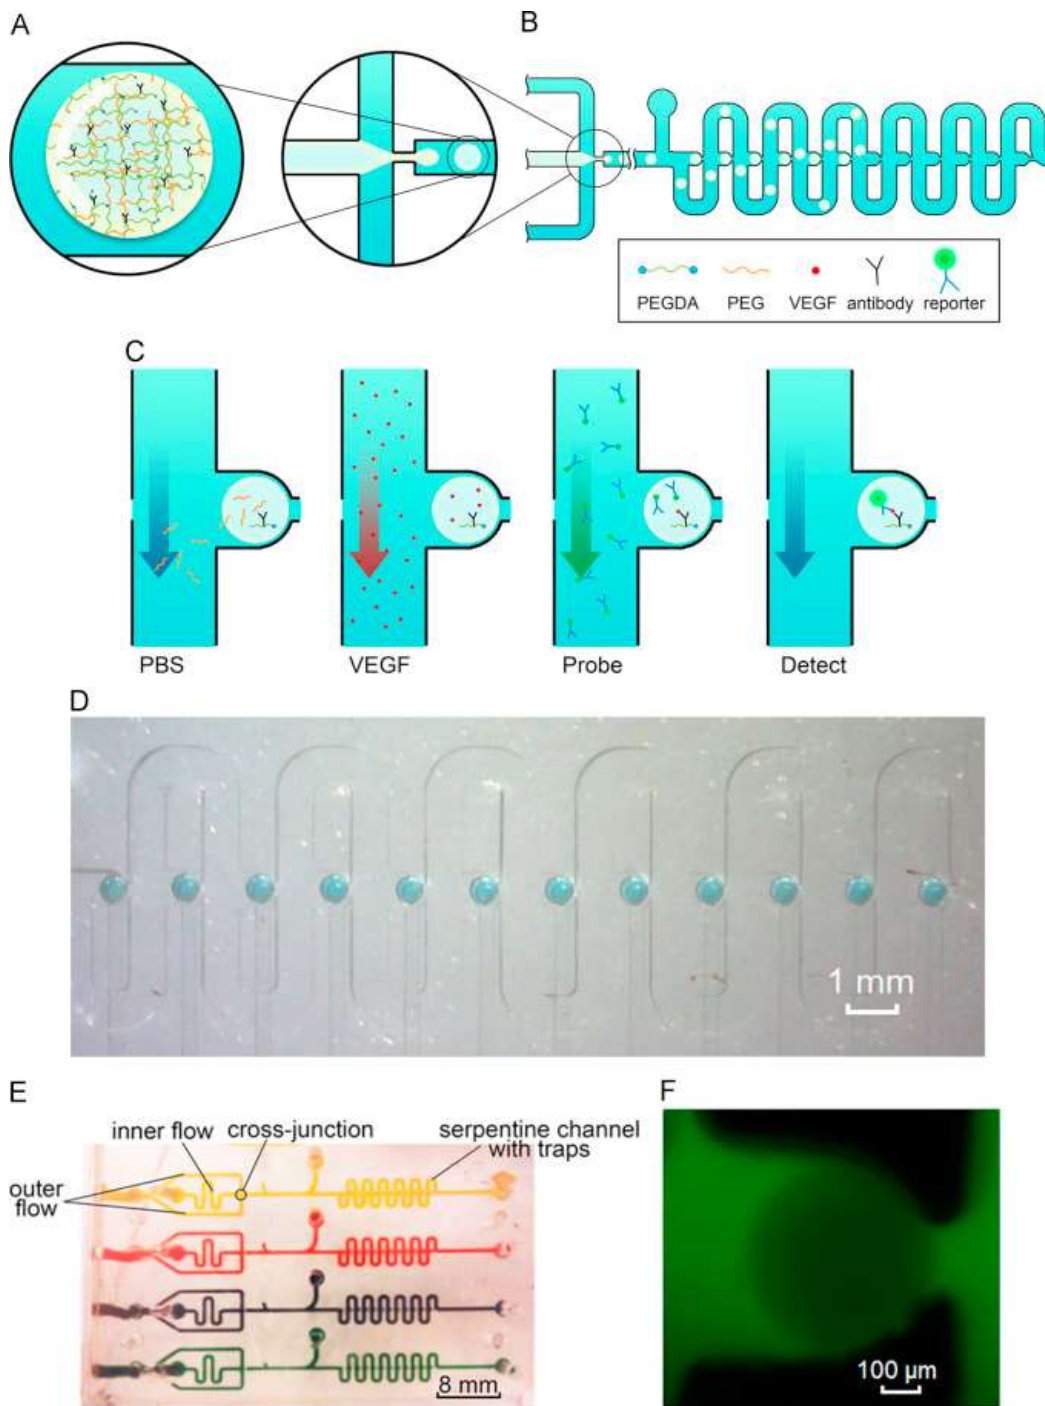 A
B
PEGDA
PEG
VEGF
antibody
reporter
C
PBS
VEGF
Probe
Detect
D
1 mm
E
inner flow
cross-junction
serpentine channel
with traps
outer
flow
8 mm
F
100 µm